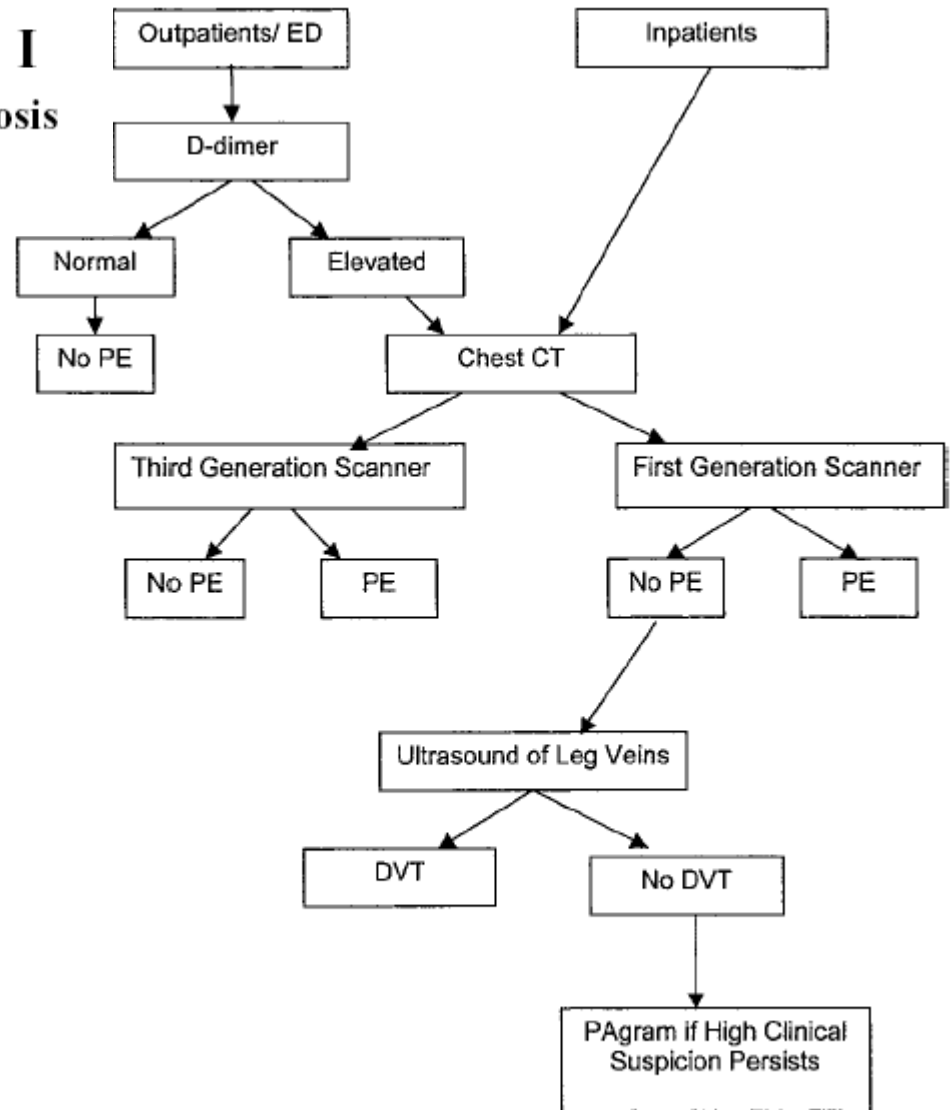 I
osis
Outpatients/ ED
Inpatients
D-dimer
Normal
Elevated
No PE
Chest CT
Third Generation Scanner
First Generation Scanner
No PE
PE
No PE
PE
Ultrasound of Leg Veins
DVT
No DVT
PAgram if High Clinical
Suspicion Persists